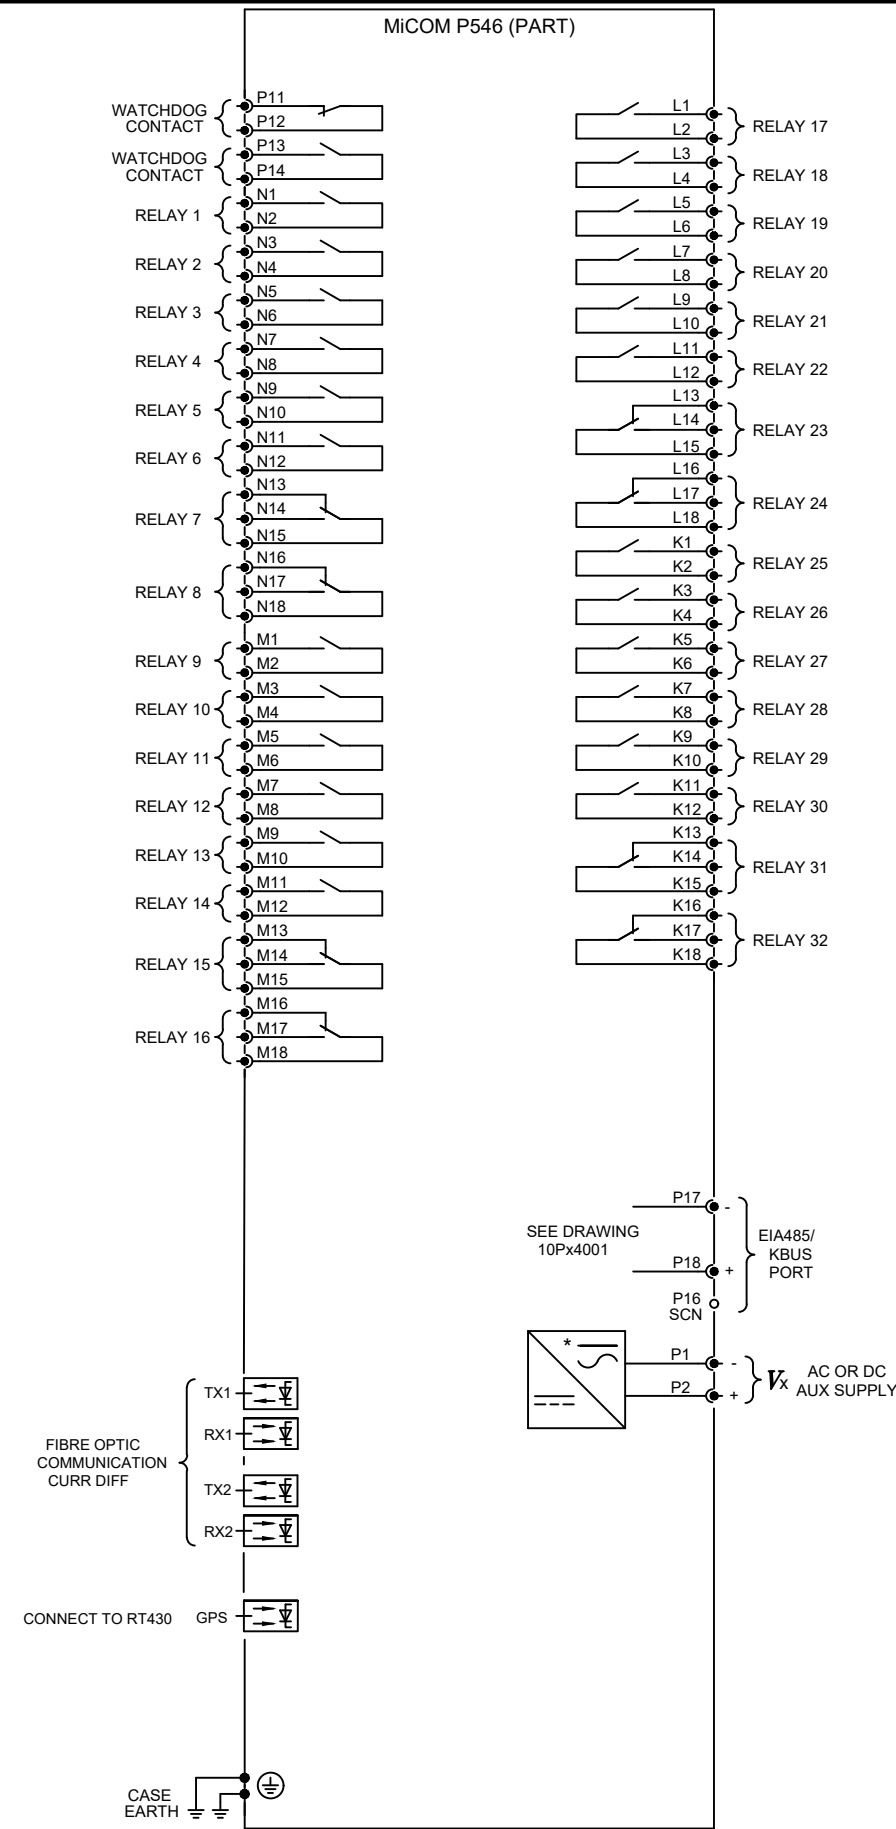 MiCOM P546 (PART)
WATCHDOG
CONTACT
P11
P12
WATCHDOG
CONTACT
P13
P14
RELAY 1
N1
N2
RELAY 2
N3
N4
RELAY 3
N5
N6
RELAY 4
N7
N8
RELAY 5
N9
N10
RELAY 6
N11
N12
RELAY 7
N13
N14
N15
RELAY 8
N16
N17
N18
RELAY 9
M1
M2
RELAY 10
M3
M4
RELAY 11
M5
M6
RELAY 12
M7
M8
RELAY 13
M9
M10
RELAY 14
M11
M12
RELAY 15
M13
M14
M15
RELAY 16
M16
M17
M18
L1
L2
RELAY 17
L3
L4
RELAY 18
L5
L6
RELAY 19
L7
L8
RELAY 20
L9
L10
RELAY 21
L11
L12
RELAY 22
L13
L14
L15
RELAY 23
L16
L17
L18
RELAY 24
K1
K2
RELAY 25
K3
K4
RELAY 26
K5
K6
RELAY 27
K7
K8
RELAY 28
K9
K10
RELAY 29
K11
K12
RELAY 30
K13
K14
K15
RELAY 31
K16
K17
K18
RELAY 32
SEE DRAWING
10Px4001
P17 -
P18 +
P16
SCN
EIA485/
KBUS
PORT
*
P1 -
P2 +
Vx
AC OR DC
AUX SUPPLY
FIBRE OPTIC
COMMUNICATION
CURR DIFF
TX1
RX1
TX2
RX2
CONNECT TO RT430 GPS
CASE
EARTH